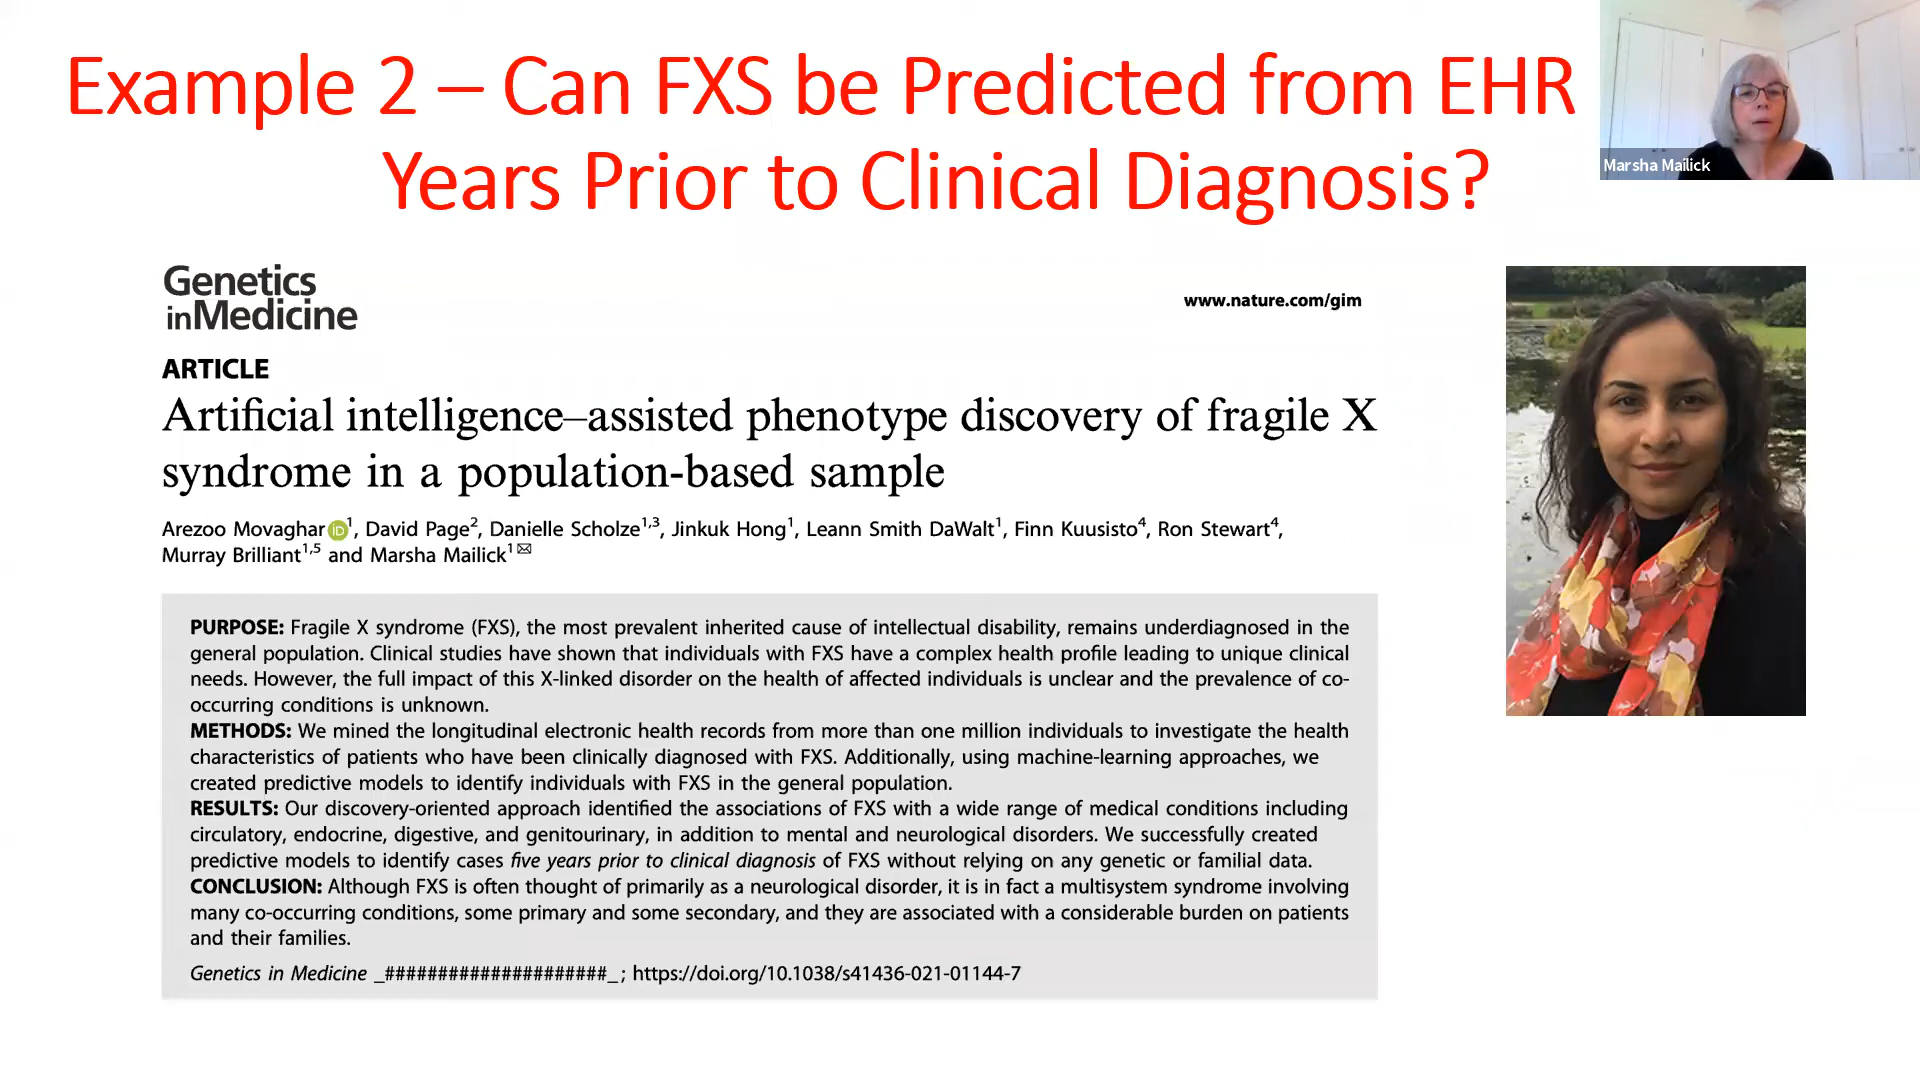 Example 2 – Can FXS be Predicted from EHR
Years Prior to Clinical Diagnosis?
Marsha Mailick
Genetics
inMedicine
www.nature.com/gim
ARTICLE
Artificial intelligence–assisted phenotype discovery of fragile X
syndrome in a population-based sample
Arezoo Movaghar iD 1, David Page2, Danielle Scholze1,3, Jinkuk Hong1, Leann Smith DaWalt1, Finn Kuusisto4, Ron Stewart4,
Murray Brilliant1,5 and Marsha Mailick1✉
PURPOSE: Fragile X syndrome (FXS), the most prevalent inherited cause of intellectual disability, remains underdiagnosed in the
general population. Clinical studies have shown that individuals with FXS have a complex health profile leading to unique clinical
needs. However, the full impact of this X-linked disorder on the health of affected individuals is unclear and the prevalence of co-
occurring conditions is unknown.
METHODS: We mined the longitudinal electronic health records from more than one million individuals to investigate the health
characteristics of patients who have been clinically diagnosed with FXS. Additionally, using machine-learning approaches, we
created predictive models to identify individuals with FXS in the general population.
RESULTS: Our discovery-oriented approach identified the associations of FXS with a wide range of medical conditions including
circulatory, endocrine, digestive, and genitourinary, in addition to mental and neurological disorders. We successfully created
predictive models to identify cases five years prior to clinical diagnosis of FXS without relying on any genetic or familial data.
CONCLUSION: Although FXS is often thought of primarily as a neurological disorder, it is in fact a multisystem syndrome involving
many co-occurring conditions, some primary and some secondary, and they are associated with a considerable burden on patients
and their families.
Genetics in Medicine _#####################_; https://doi.org/10.1038/s41436-021-01144-7